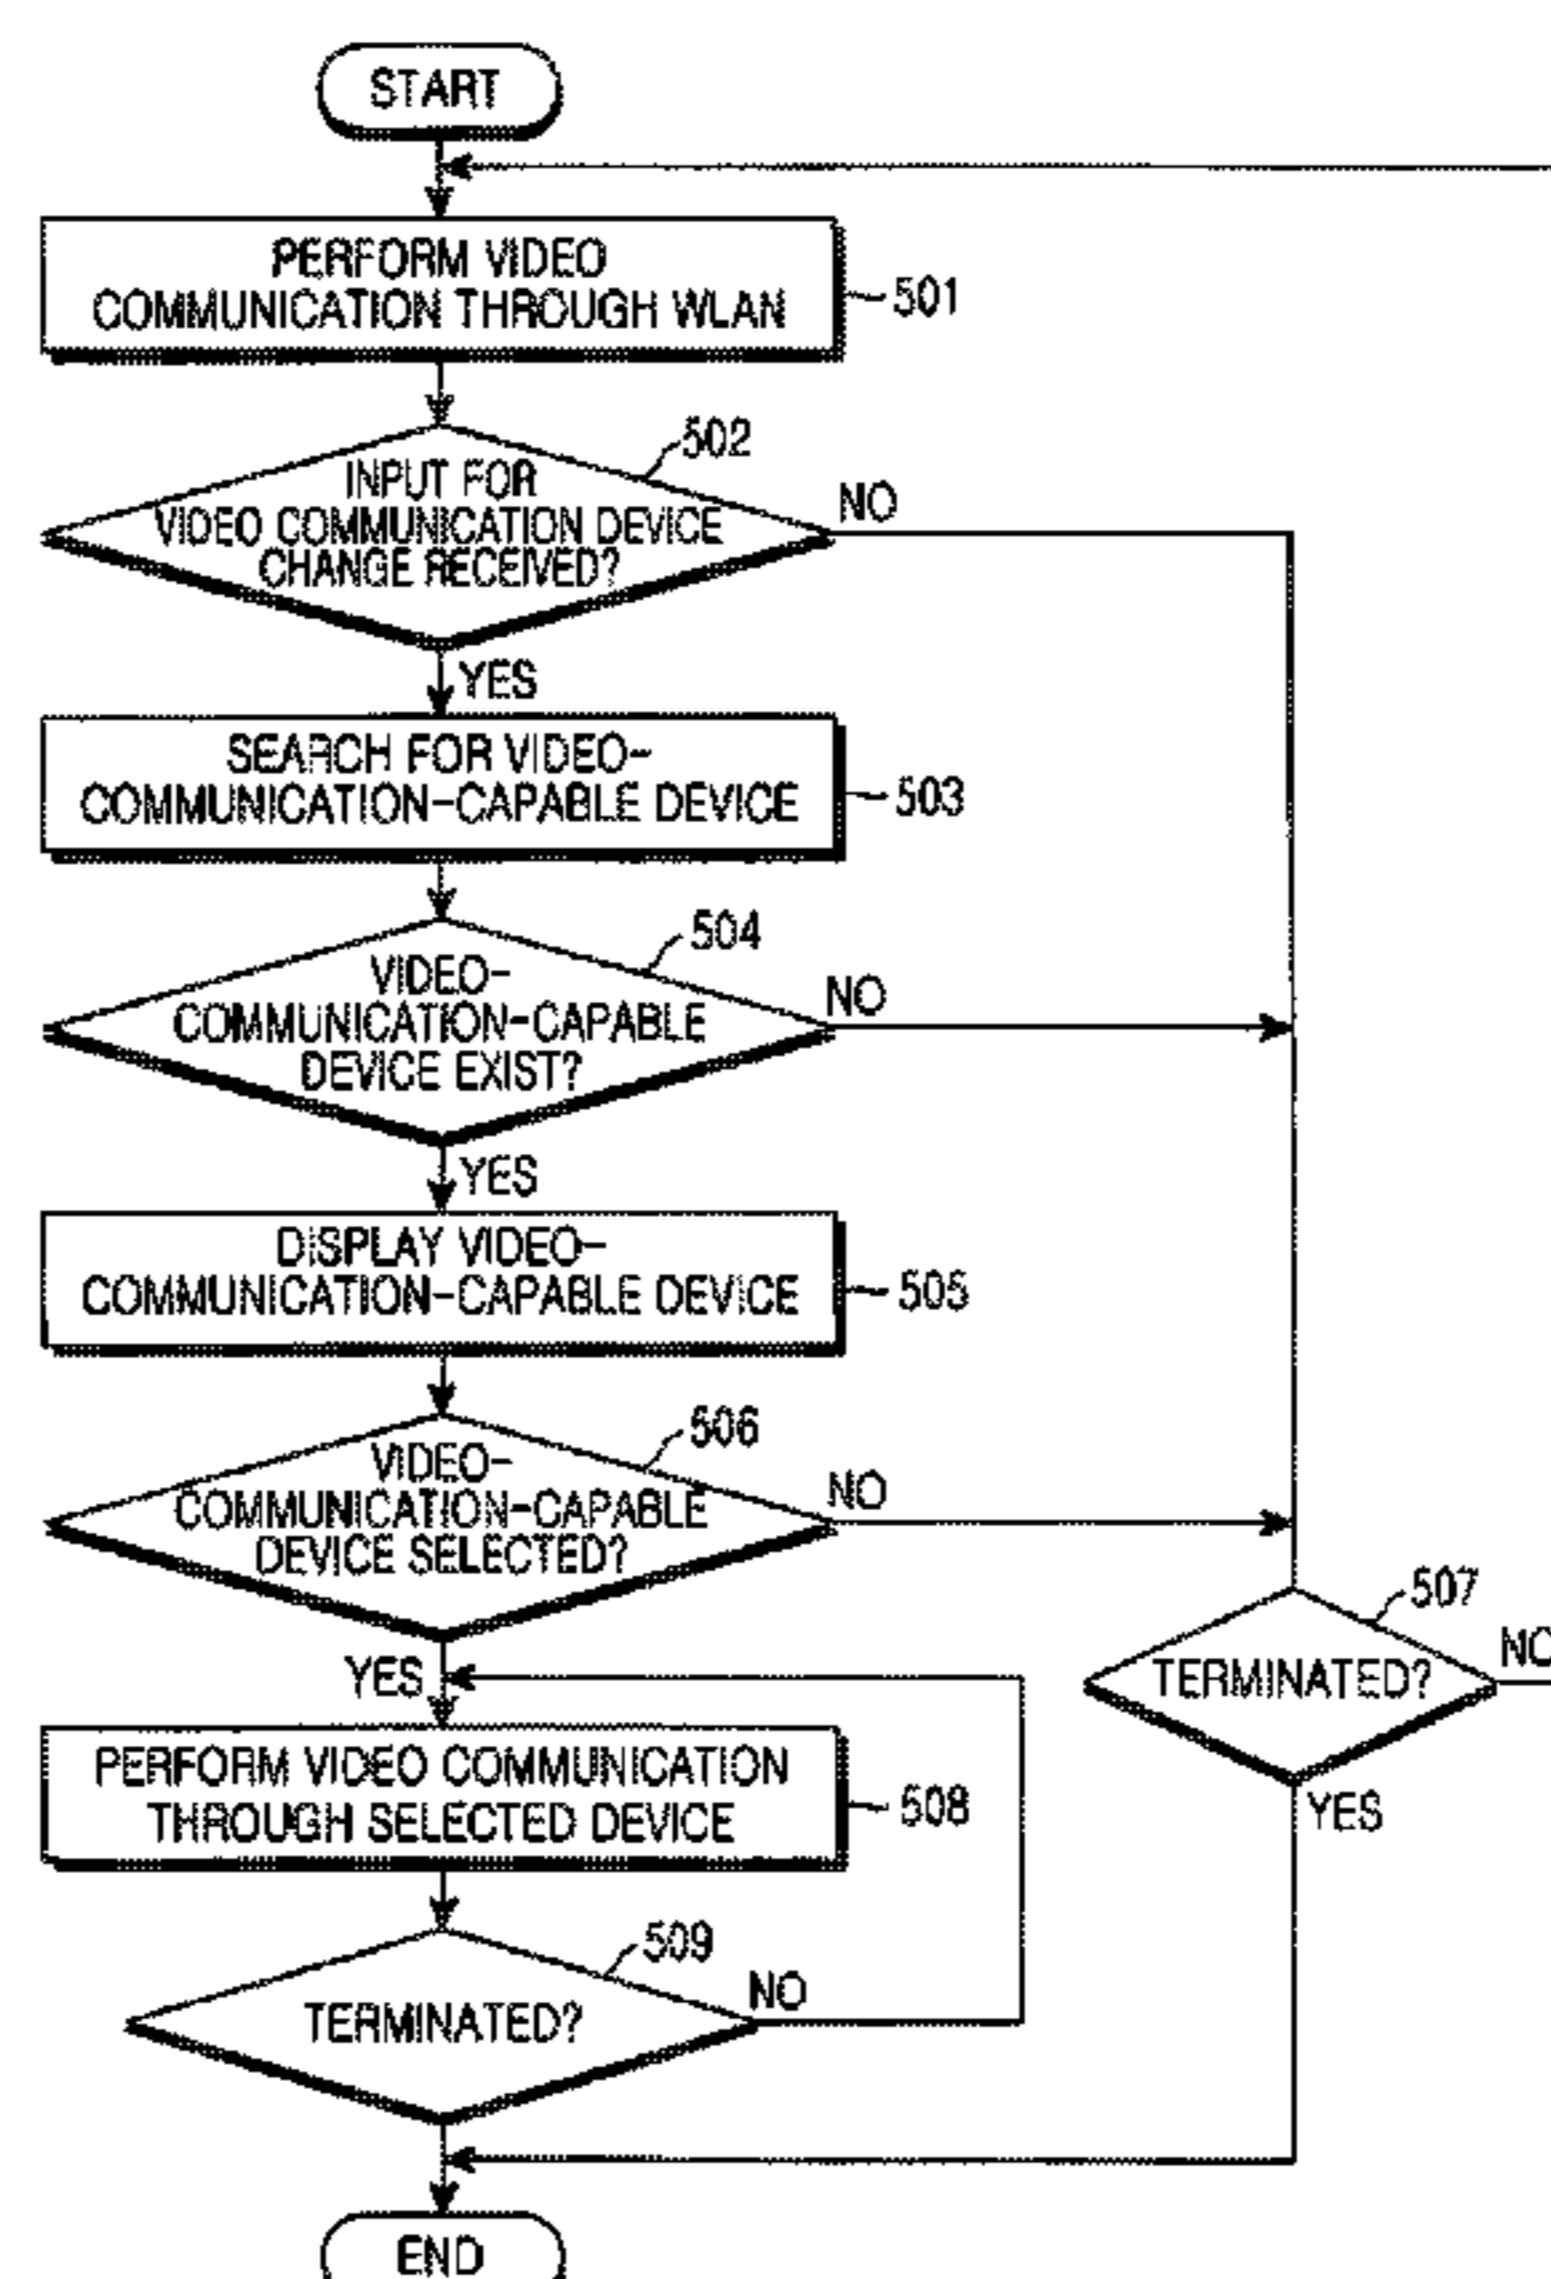 START
PERFORM VIDEO
COMMUNICATION THROUGH WLAN
501
502
INPUT FOR
VIDEO COMMUNICATION DEVICE
CHANGE RECEIVED?
NO
YES
SEARCH FOR VIDEO-
COMMUNICATION-CAPABLE DEVICE
503
504
VIDEO-
COMMUNICATION-CAPABLE
DEVICE EXIST?
NO
YES
DISPLAY VIDEO-
COMMUNICATION-CAPABLE DEVICE
505
506
VIDEO-
COMMUNICATION-CAPABLE
DEVICE SELECTED?
NO
YES
507
TERMINATED?
NO
YES
PERFORM VIDEO COMMUNICATION
THROUGH SELECTED DEVICE
508
509
TERMINATED?
NO
END